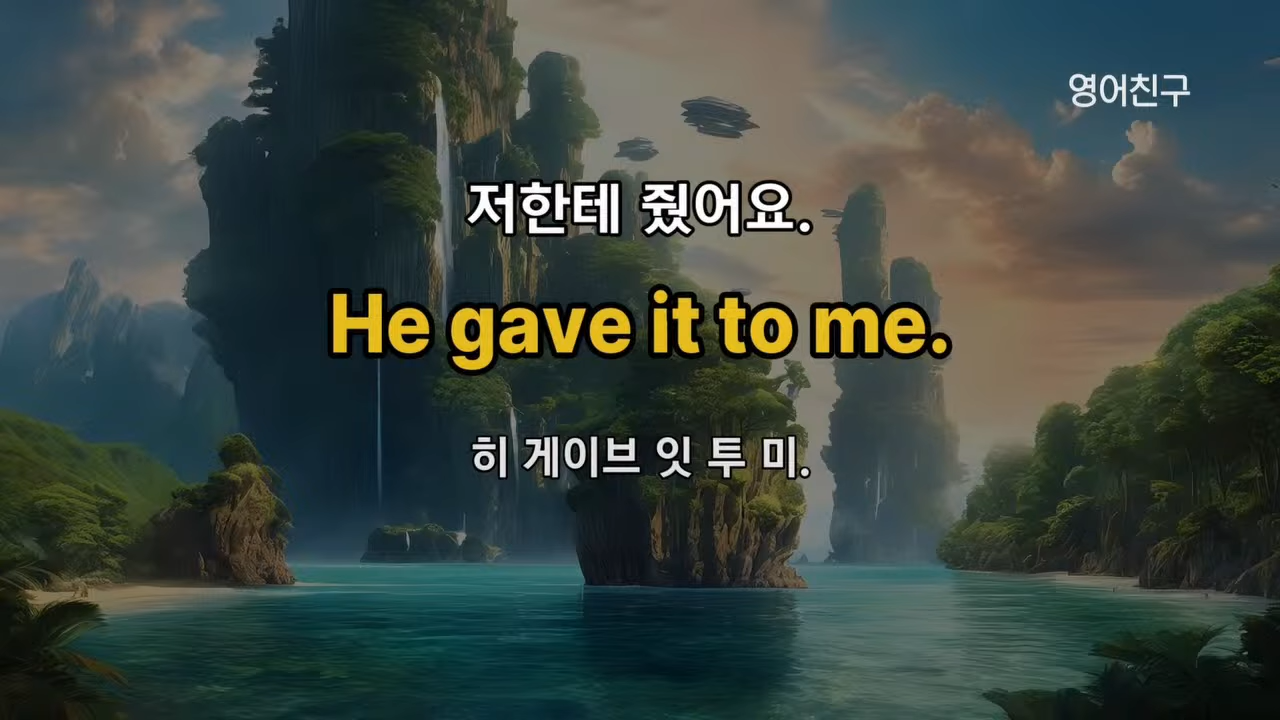 영어친구
저한테 줬어요.
He gave it to me.
히 게이브 잇 투 미.